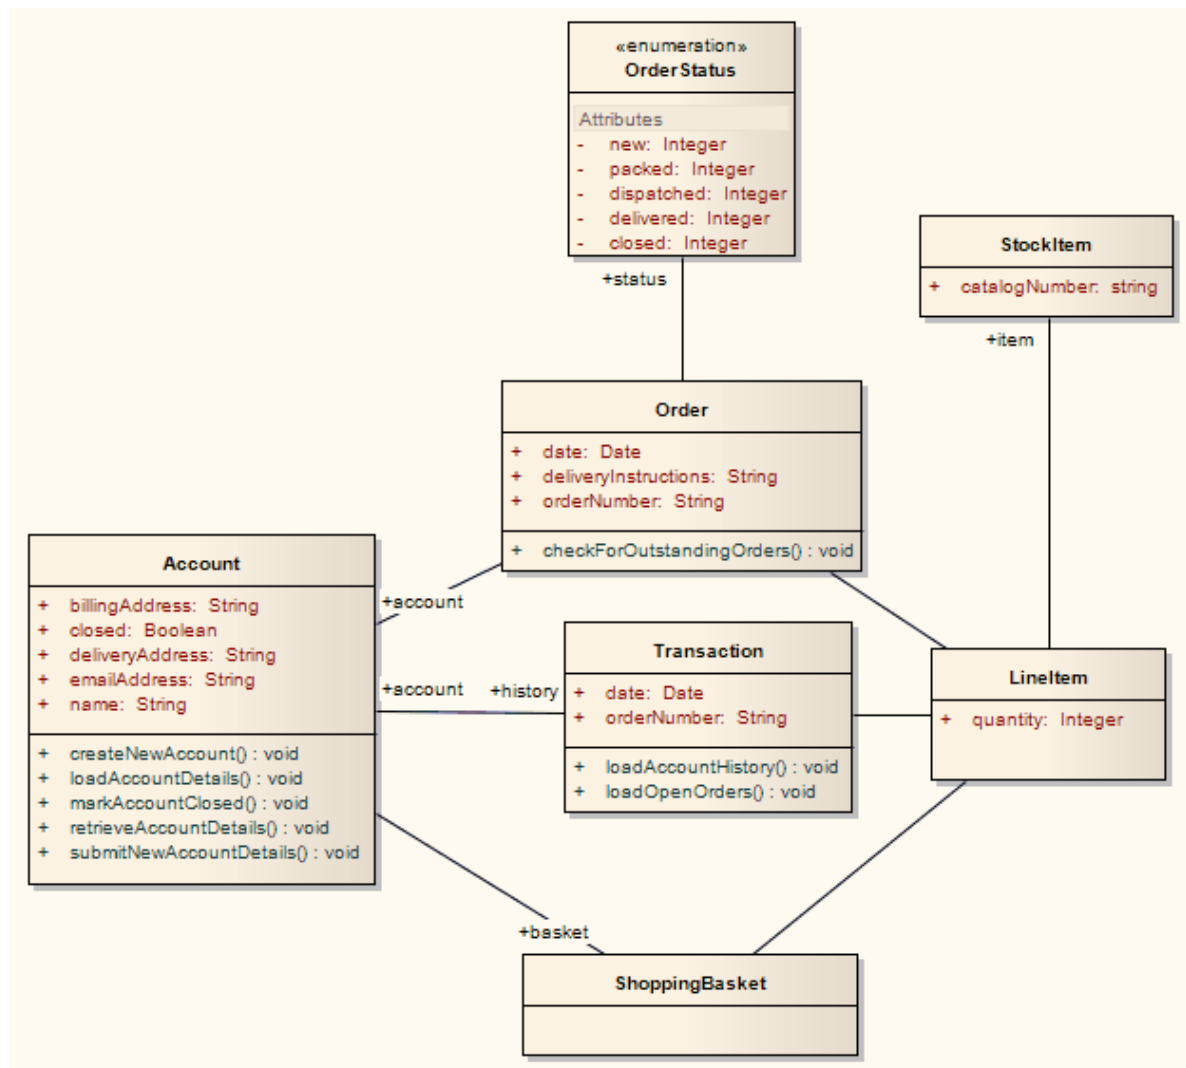 «enumeration»
OrderStatus
Attributes
- new: Integer
- packed: Integer
- dispatched: Integer
- delivered: Integer
- closed: Integer
+status
StockItem
+ catalogNumber: string
+item
Order
+ date: Date
+ deliveryInstructions: String
+ orderNumber: String
+ checkForOutstandingOrders() : void
Account
+ billingAddress: String
+ closed: Boolean
+ deliveryAddress: String
+ emailAddress: String
+ name: String
+ createNewAccount() : void
+ loadAccountDetails() : void
+ markAccountClosed() : void
+ retrieveAccountDetails() : void
+ submitNewAccountDetails() : void
+account
+account
+history
Transaction
+ date: Date
+ orderNumber: String
+ loadAccountHistory() : void
+ loadOpenOrders() : void
LineItem
+ quantity: Integer
+basket
ShoppingBasket